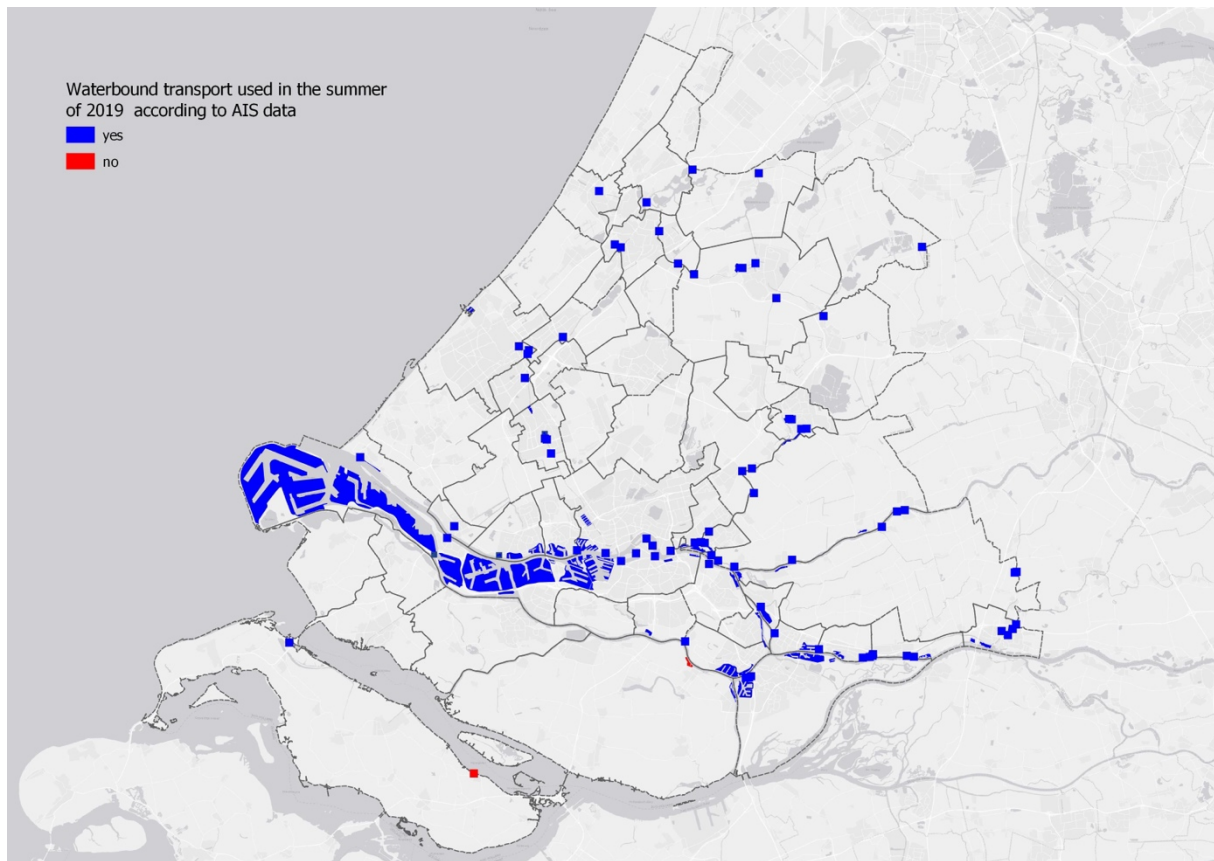 Waterbound transport used in the summer
of 2019 according to AIS data
yes
no